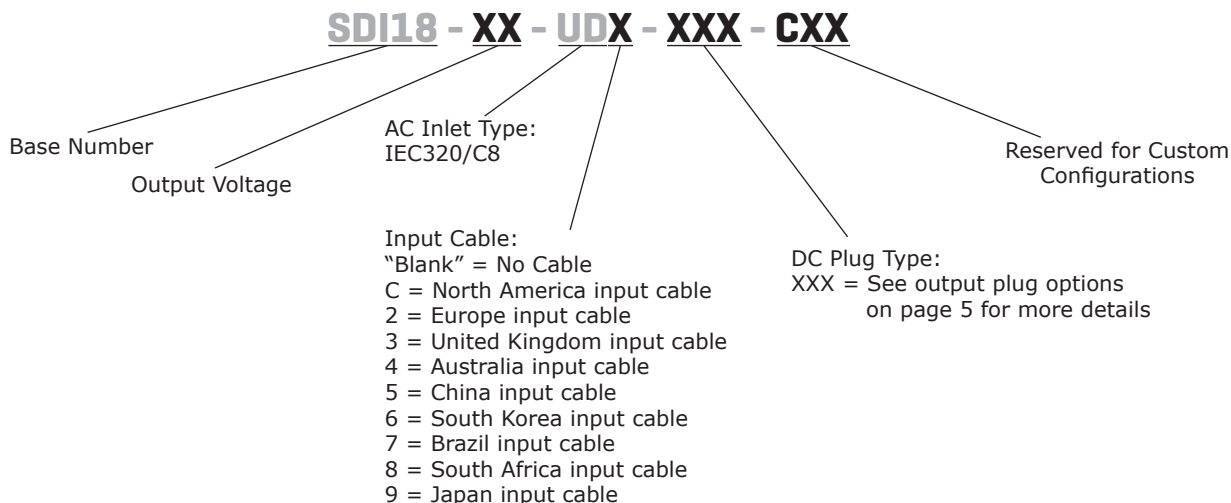 SDI18 - XX - UDX - XXX - CXX
Base Number
Output Voltage
AC Inlet Type:
IEC320/C8
Input Cable:
“Blank” = No Cable
C = North America input cable
2 = Europe input cable
3 = United Kingdom input cable
4 = Australia input cable
5 = China input cable
6 = South Korea input cable
7 = Brazil input cable
8 = South Africa input cable
9 = Japan input cable
DC Plug Type:
XXX = See output plug options
on page 5 for more details
Reserved for Custom
Configurations